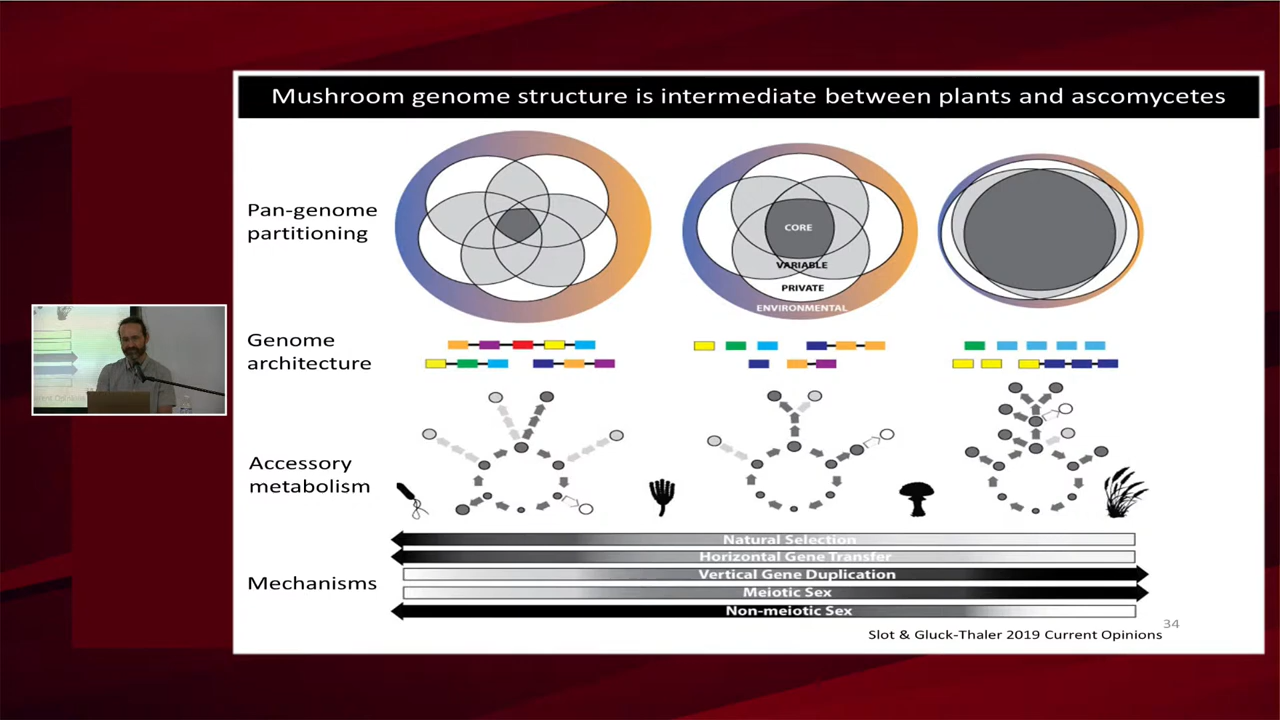 Mushroom genome structure is intermediate between plants and ascomycetes
Pan-genome
partitioning
CORE
VARIABLE
PRIVATE
ENVIRONMENTAL
Genome
architecture
Accessory
metabolism
Mechanisms
Natural Selection
Horizontal Gene Transfer
Vertical Gene Duplication
Meiotic Sex
Non-meiotic Sex
34
Slot & Gluck-Thaler 2019 Current Opinions